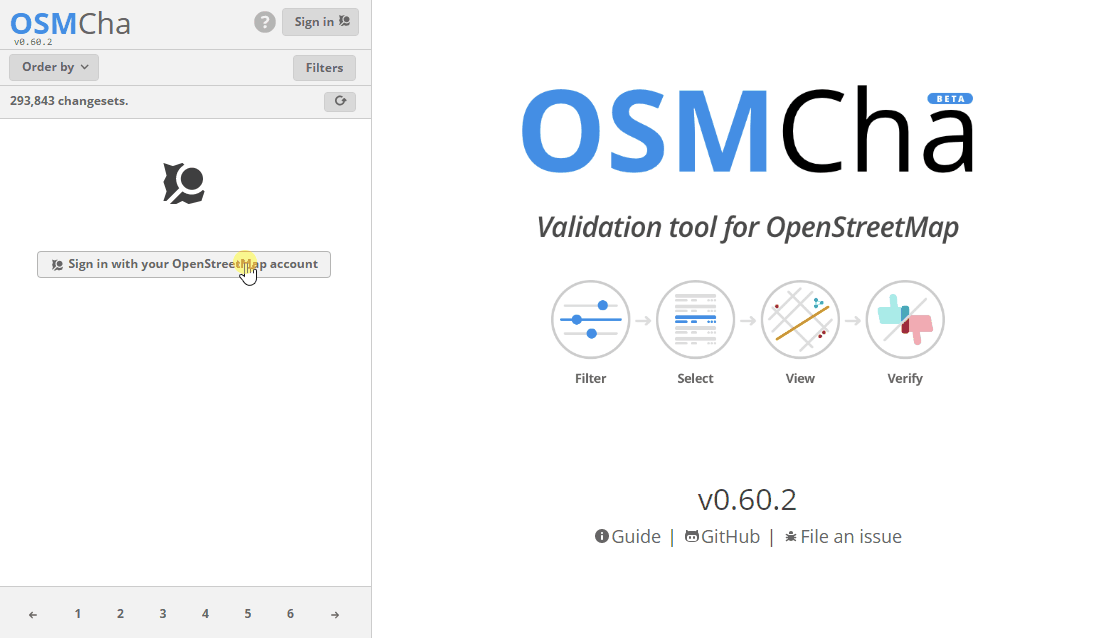 OSMCha
v0.60.2
? Sign in
Order by
Filters
293,843 changesets.
Sign in with your OpenStreetMap account
← 1 2 3 4 5 6 →
OSMCha
BETA
Validation tool for OpenStreetMap
Filter Select View Verify
v0.60.2
Guide | GitHub | File an issue